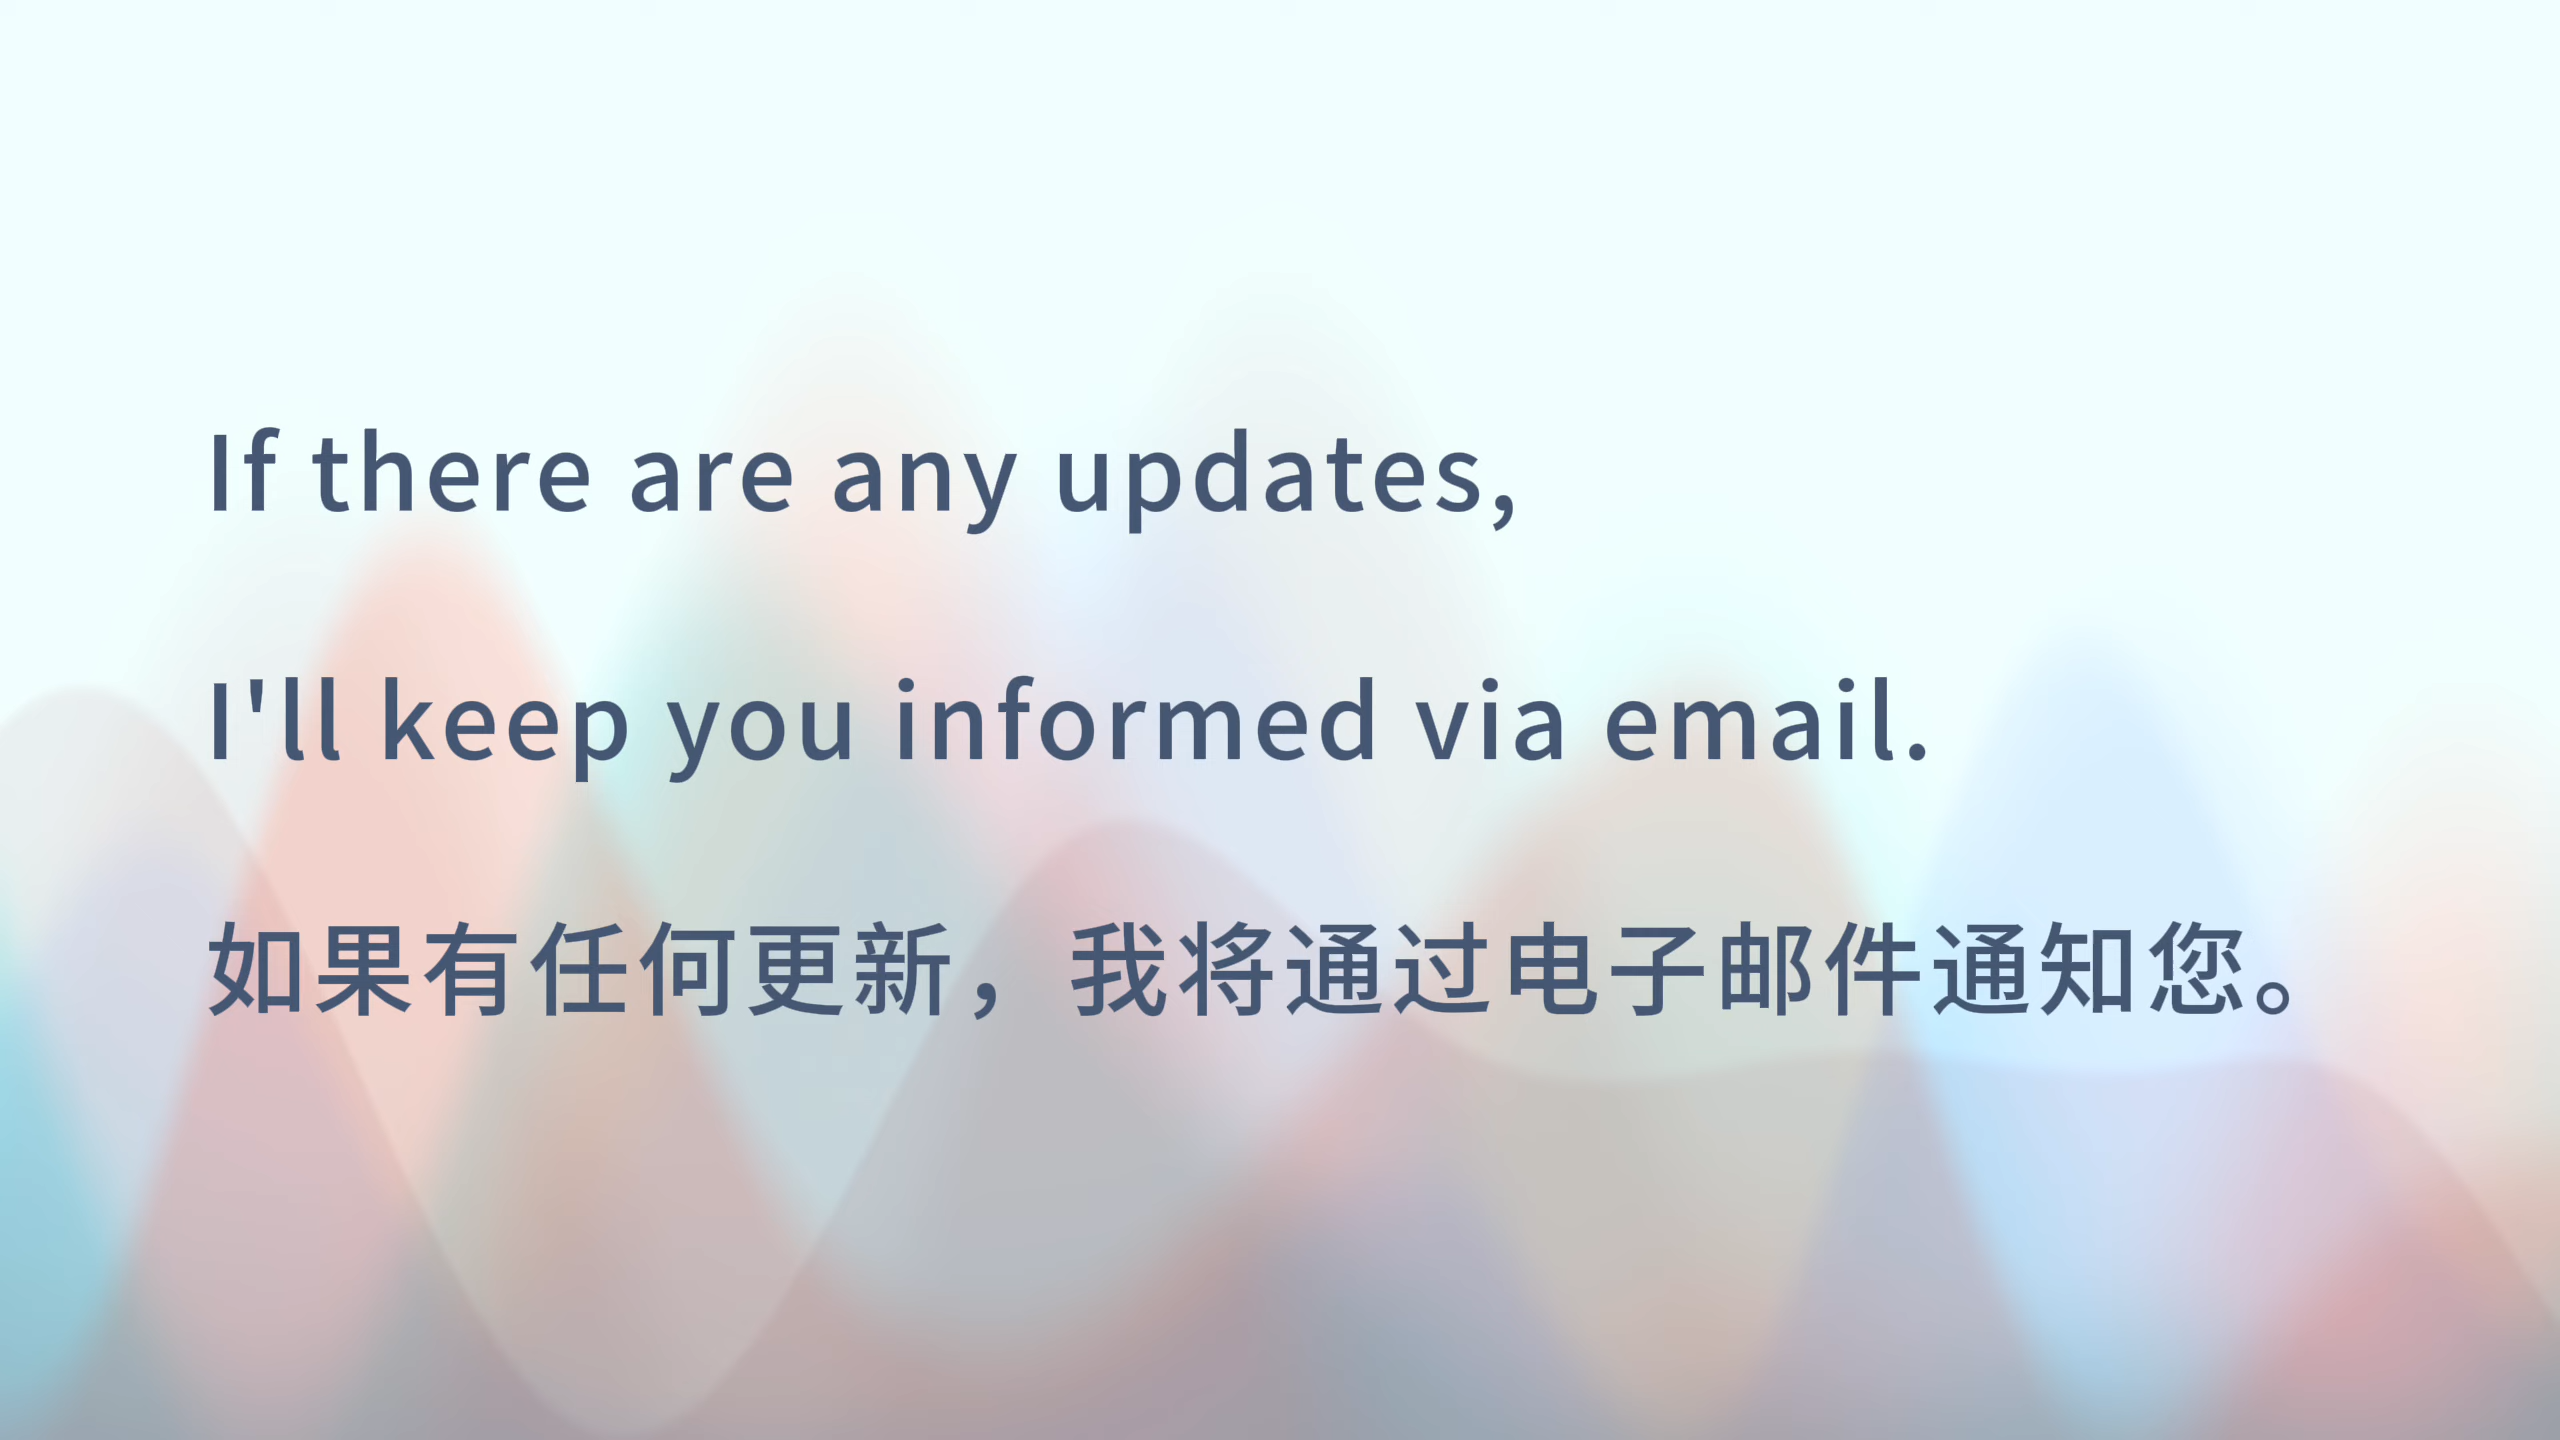 If there are any updates,
I'll keep you informed via email.
如果有任何更新，我将通过电子邮件通知您。